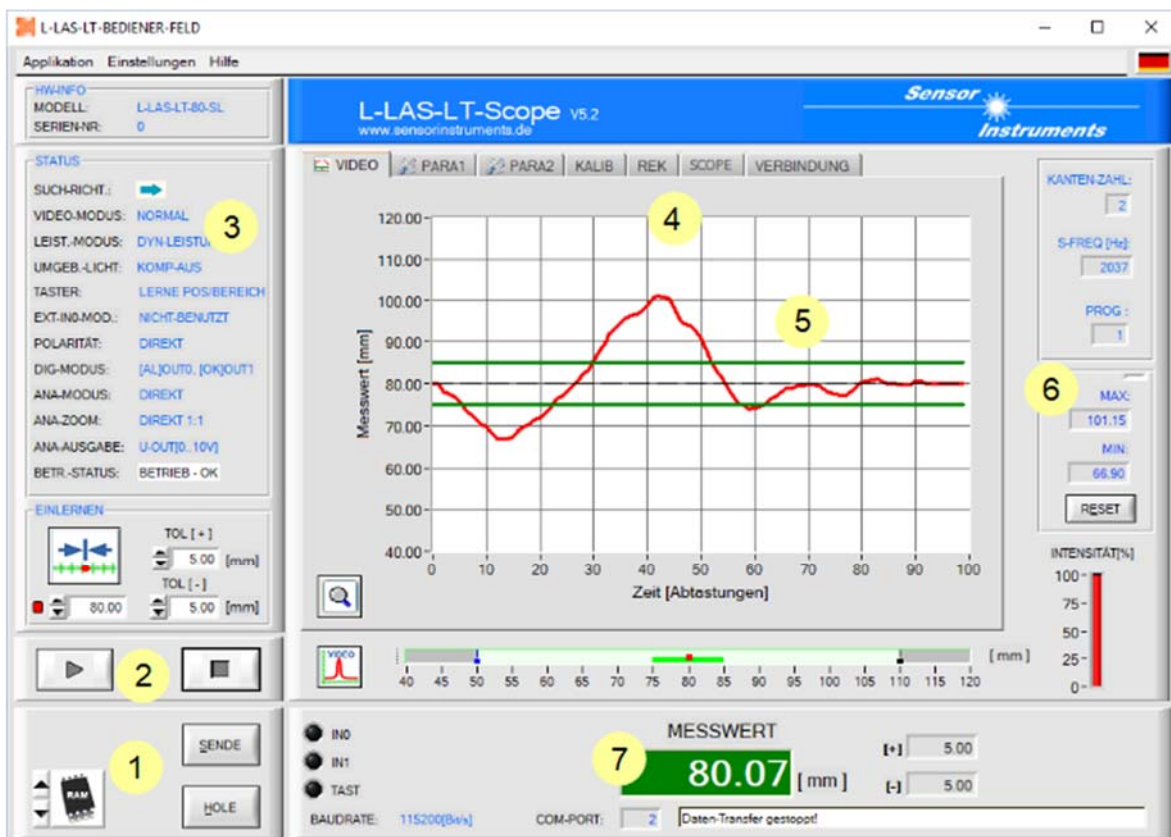 L-LAS-LT-BEDIENER-FELD
Applikation Einstellungen Hilfe
HW-INFO
MODELL: L-LAS-LT-80-SL
SERIEN-NR: 0
L-LAS-LT-Scope V5.2
www.sensorinstruments.de
Sensor
Instruments
STATUS
SUCH-RICHT.:
VIDEO-MODUS: NORMAL
LEIST.-MODUS:
UMGEB.-LICHT: KOMP-AUS
TASTER: LERNE POS/BEREICH
EXT-IN0-MOD.: NICHT-BENUTZT
POLARITÄT: DIREKT
DIG-MODUS: [AL]OUT0, [OK]OUT1
ANA-MODUS: DIREKT
ANA-ZOOM: DIREKT 1:1
ANA-AUSGABE: U-OUT[0..10V]
BETR.-STATUS: BETRIEB - OK
3
EINLERNEN
TOL [ + ]
5.00 [mm]
TOL [ - ]
80.00 5.00 [mm]
2
1
SENDE
RAM
HOLE
VIDEO PARA1 PARA2 KALIB REK SCOPE VERBINDUNG
4
5
Messwert [mm]
120.00
110.00
100.00
90.00
80.00
70.00
60.00
50.00
40.00
0 10 20 30 40 50 60 70 80 90 100
Zeit [Abtastungen]
VIDEO
[ mm ]
40 45 50 55 60 65 70 75 80 85 90 95 100 105 110 115 120
KANTEN-ZAHL:
2
S-FREQ [Hz]:
2037
PROG :
1
6
MAX:
101.15
MIN:
66.90
RESET
INTENSITÄT[%]
100
75
50
25
0
IN0
IN1
TAST
MESSWERT
7
80.07 [ mm ]
[+] 5.00
[-] 5.00
BAUDRATE: 115200[Bit/s] COM-PORT: 2 Daten-Transfer gestoppt!